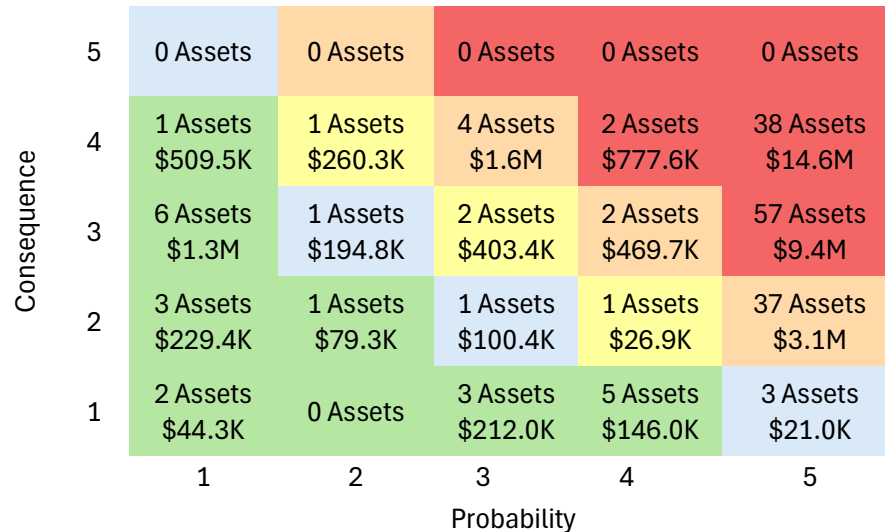 5 0 Assets 0 Assets 0 Assets 0 Assets 0 Assets
1 Assets 1 Assets 4 Assets 2 Assets 38 Assets
4
$509.5K $260.3K $1.6M $777.6K $14.6M
6 Assets 1 Assets 2 Assets 2 Assets 57 Assets
3
$1.3M $194.8K $403.4K $469.7K $9.4M
3 Assets 1 Assets 1 Assets 1 Assets 37 Assets
2
$229.4K $79.3K $100.4K $26.9K $3.1M
2 Assets 3 Assets 5 Assets 3 Assets
1 0 Assets
$44.3K $212.0K $146.0K $21.0K
1 2 3 4 5
Probability
Consequence